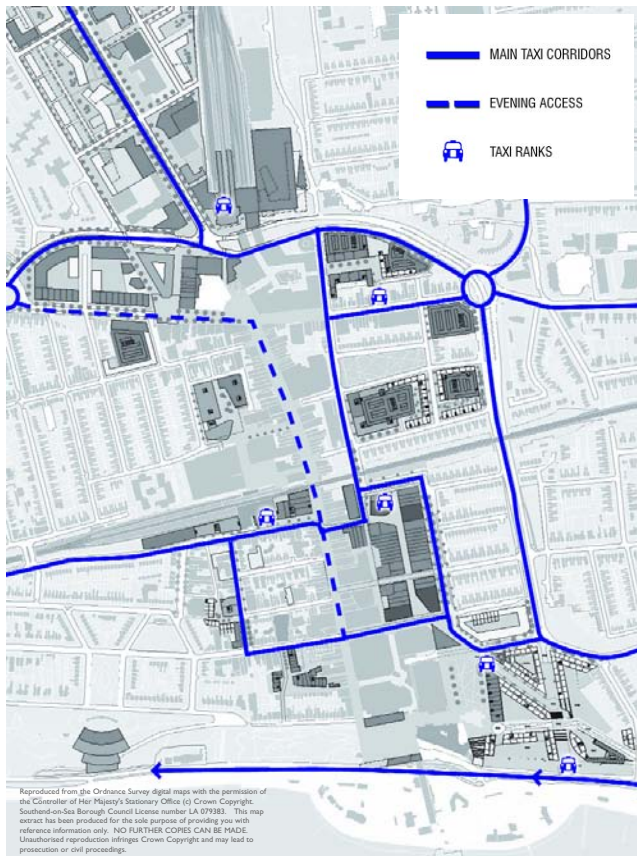 MAIN TAXI CORRIDORS
EVENING ACCESS
TAXI RANKS
Reproduced from the Ordnance Survey digital maps with the permission of
the Controller of Her Majesty's Stationary Office (c) Crown Copyright.
Southend-on-Sea Borough Council License number LA 079383. This map
extract has been produced for the sole purpose of providing you with
reference information only. NO FURTHER COPIES CAN BE MADE.
Unauthorised reproduction infringes Crown Copyright and may lead to
prosecution or civil proceedings.